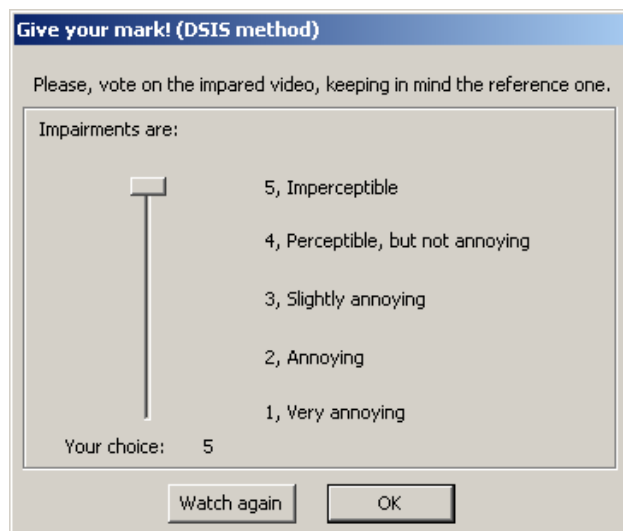 Give your mark! (DSIS method)
Please, vote on the impared video, keeping in mind the reference one.
Impairments are:
5, Imperceptible
4, Perceptible, but not annoying
3, Slightly annoying
2, Annoying
1, Very annoying
Your choice: 5
Watch again OK